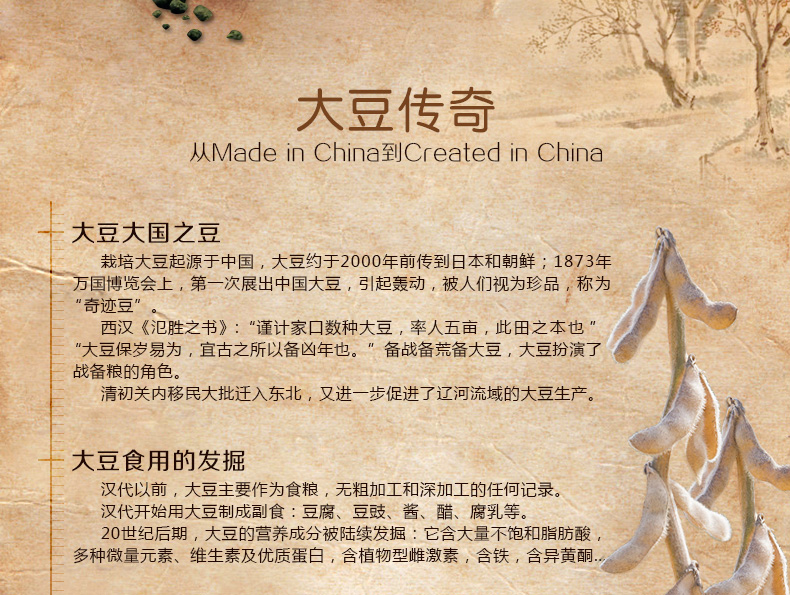 大豆传奇
从Made in China到Created in China
大豆大国之豆
栽培大豆起源于中国，大豆约于2000年前传到日本和朝鲜；1873年
万国博览会上，第一次展出中国大豆，引起轰动，被人们视为珍品，称为
“奇迹豆”。
西汉《氾胜之书》：“谨计家口数种大豆，率人五亩，此田之本也”
“大豆保岁易为，宜古之所以备凶年也。”备战备荒备大豆，大豆扮演了
战备粮的角色。
清初关内移民大批迁入东北，又进一步促进了辽河流域的大豆生产。
大豆食用的发掘
汉代以前，大豆主要作为食粮，无粗加工和深加工的任何记录。
汉代开始用大豆制成副食：豆腐、豆豉、酱、醋、腐乳等。
20世纪后期，大豆的营养成分被陆续发掘：它含大量不饱和脂肪酸，
多种微量元素、维生素及优质蛋白，含植物型雌激素，含铁，含异黄酮...